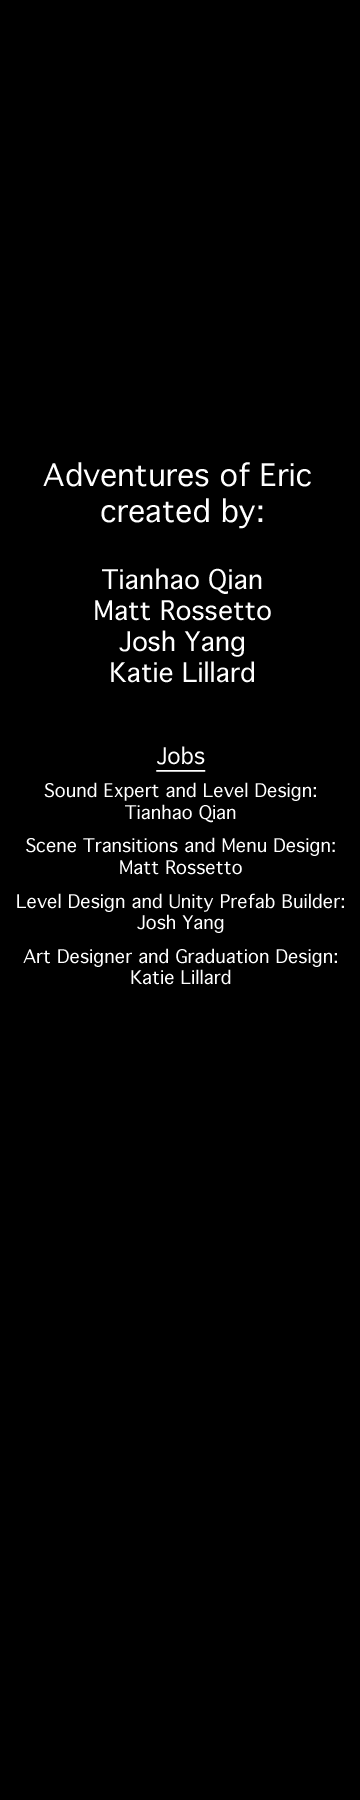 Adventures of Eric
created by:
Tianhao Qian
Matt Rossetto
Josh Yang
Katie Lillard
Jobs
Sound Expert and Level Design:
Tianhao Qian
Scene Transitions and Menu Design:
Matt Rossetto
Level Design and Unity Prefab Builder:
Josh Yang
Art Designer and Graduation Design:
Katie Lillard